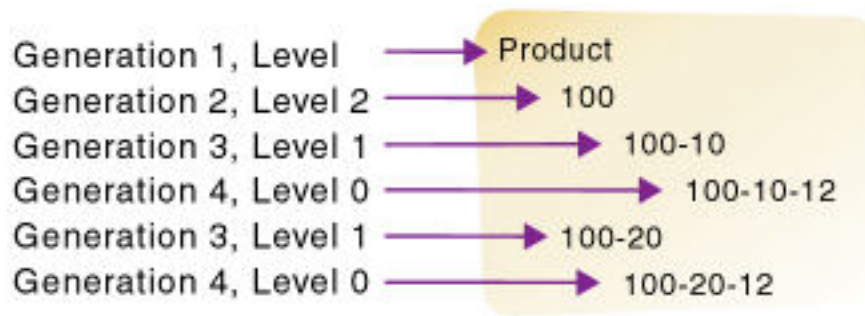 Generation 1, Level Product
Generation 2, Level 2 100
Generation 3, Level 1 100-10
Generation 4, Level 0 100-10-12
Generation 3, Level 1 100-20
Generation 4, Level 0 100-20-12